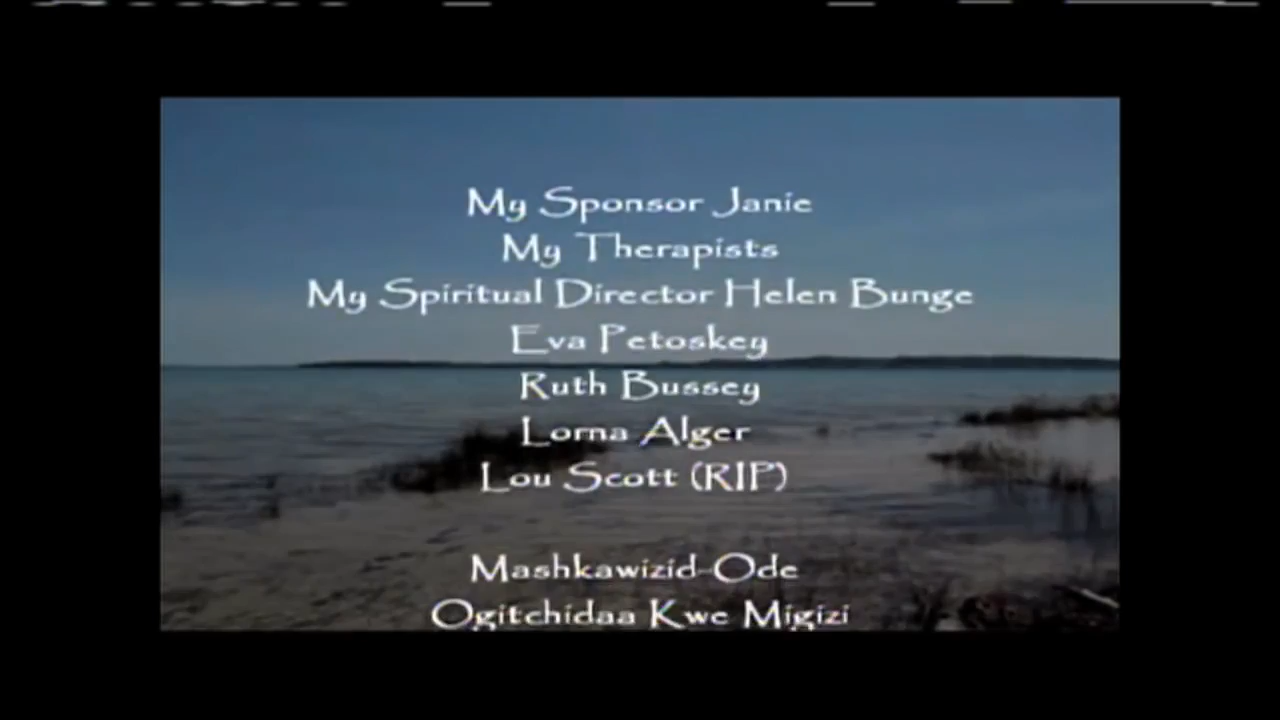 My Sponsor Janie
My Therapists
My Spiritual Director Helen Bunge
Eva Petoskey
Ruth Bussey
Lorna Alger
Lou Scott (RIP)
Mashkawizid-Ode
Ogitchidaa Kwe Migizi